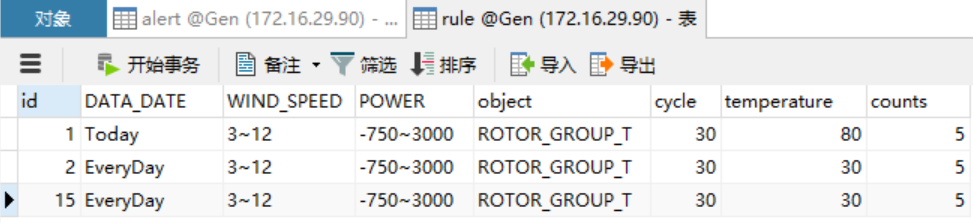 对象 alert @Gen (172.16.29.90) - ... rule @Gen (172.16.29.90) - 表
开始事务 备注 筛选 排序 导入 导出
id DATA_DATE WIND_SPEED POWER object cycle temperature counts
1 Today 3~12 -750~3000 ROTOR_GROUP_T 30 80 5
2 EveryDay 3~12 -750~3000 ROTOR_GROUP_T 30 30 5
15 EveryDay 3~12 -750~3000 ROTOR_GROUP_T 30 30 5